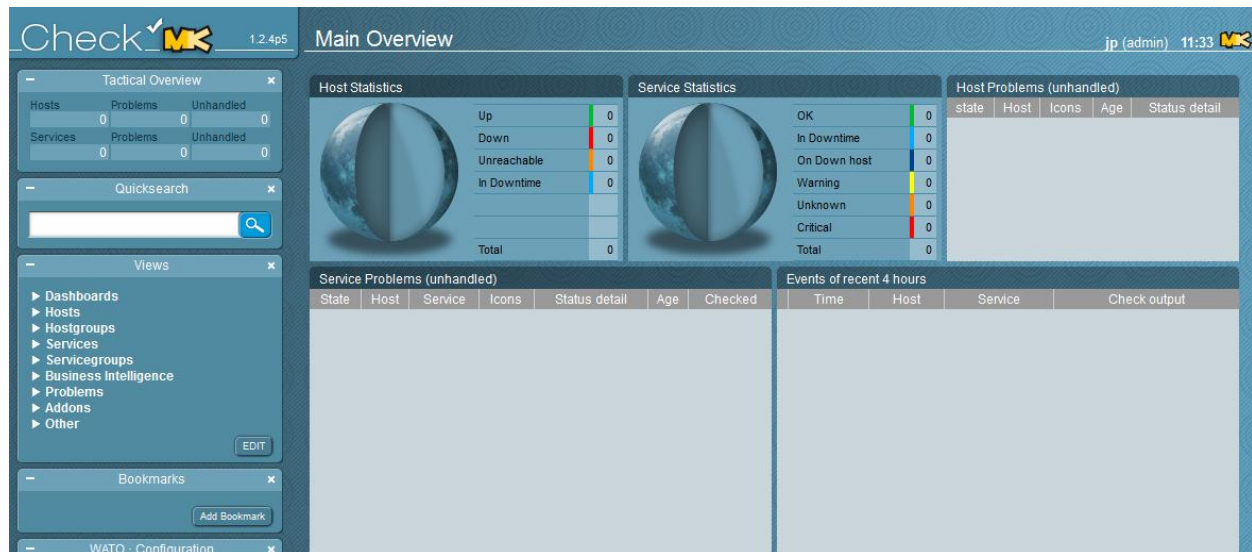 Check MK 1.2.4p5
Main Overview
jp (admin) 11:33 MK
Tactical Overview
Hosts Problems Unhandled
0 0 0
Services Problems Unhandled
0 0 0
Quicksearch
Views
Dashboards
Hosts
Hostgroups
Services
Servicegroups
Business Intelligence
Problems
Addons
Other
EDIT
Bookmarks
Add Bookmark
WATO · Configuration
Host Statistics
Up 0
Down 0
Unreachable 0
In Downtime 0
Total 0
Service Statistics
OK 0
In Downtime 0
On Down host 0
Warning 0
Unknown 0
Critical 0
Total 0
Host Problems (unhandled)
state Host Icons Age Status detail
Service Problems (unhandled)
State Host Service Icons Status detail Age Checked
Events of recent 4 hours
Time Host Service Check output